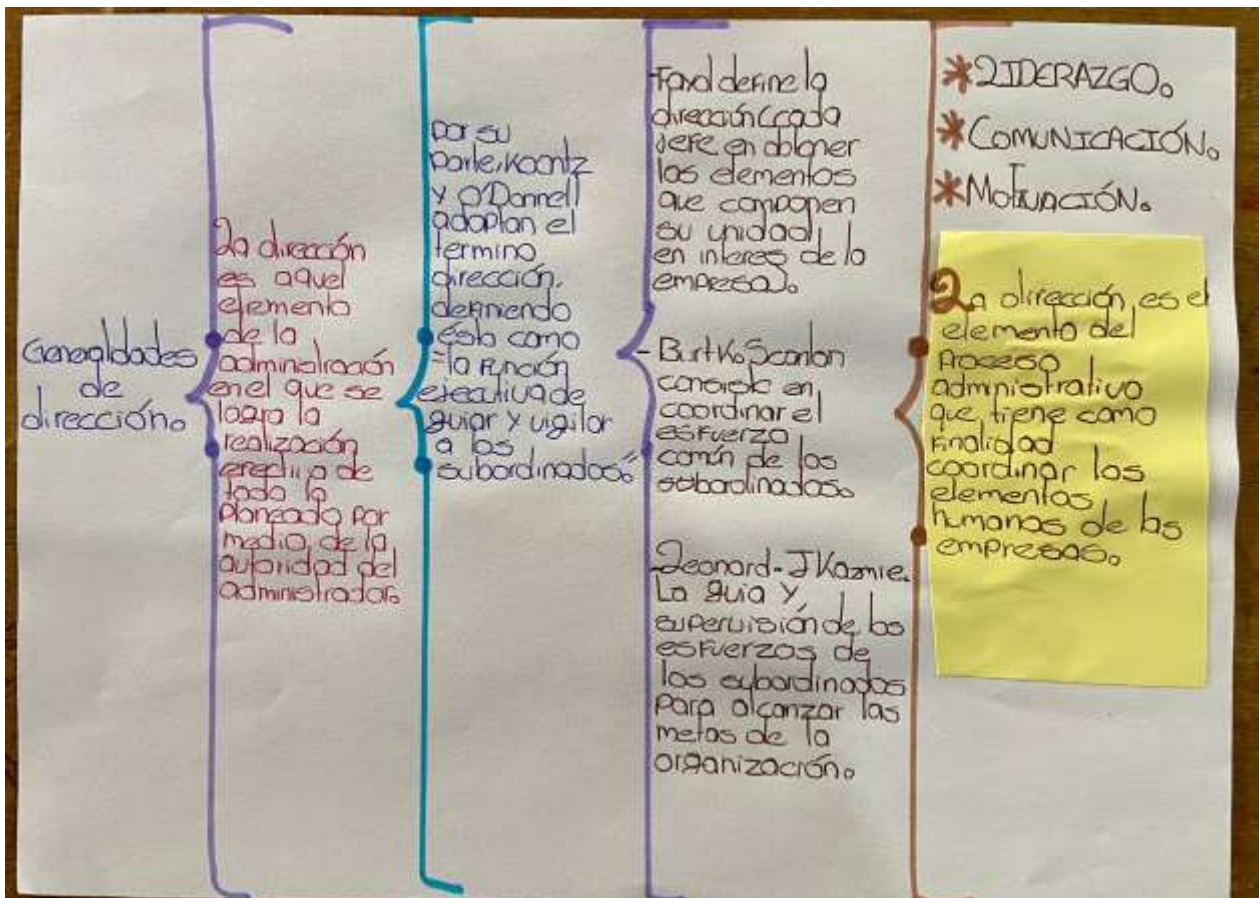 Generaldades
de
dirección.
La dirección
es aquel
elemento
de la
administración
en el que se
logra la
realización
efectiva de
todo lo
planeado por
medio de la
autoridad del
administrador.
por su
parte, Koontz
y O'Donnell
adoptan el
termino
dirección,
definiendo
ésta como
"la función
ejecutiva de
guiar y vigilar
a los
subordinados"
-Fayol define la
dirección (cada
jefe en obtener
los elementos
que componen
su unidad,
en interes de la
empresa).
- Burt K. Scanlan
consiste en
coordinar el
esfuerzo
común de los
subordinados.
-Leonard - J Kazmie.
La guia y
supervisión de los
esfuerzos de
los subordinados
para alcanzar las
metas de la
organización.
*LIDERAZGO.
*COMUNICACIÓN.
*MOTIVACIÓN.
La dirección, es el
elemento del
proceso
administrativo
que tiene como
finalidad
coordinar los
elementos
humanos de las
empresas.